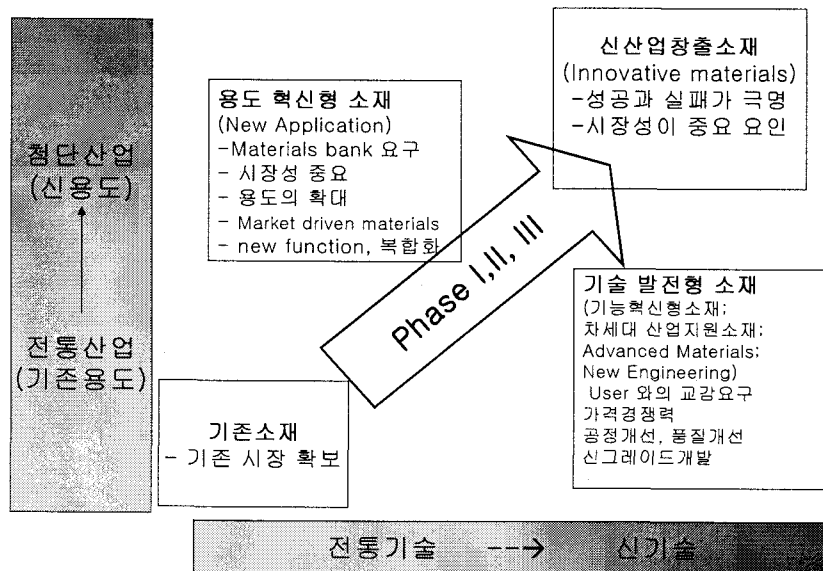 신산업창출소재
(Innovative materials)
-성공과 실패가 극명
-시장성이 중요 요인
용도 혁신형 소재
(New Application)
-Materials bank 요구
- 시장성 중요
- 용도의 확대
- Market driven materials
- new function, 복합화
첨단산업
(신용도)
Phase I,II, III
기술 발전형 소재
(기능혁신형소재;
차세대 산업지원소재;
Advanced Materials;
New Engineering)
User 와의 교감요구
가격경쟁력
공정개선, 품질개선
신그레이드개발
전통산업
(기존용도)
기존소재
- 기존 시장 확보
전통기술 --→ 신기술